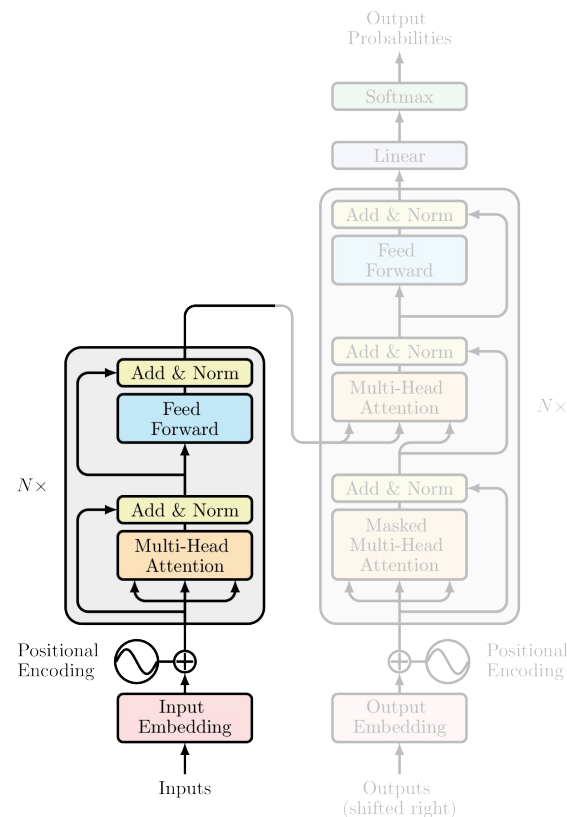 Output
Probabilities
Softmax
Linear
Add & Norm
Feed
Forward
Add & Norm
Multi-Head
Attention
N×
Add & Norm
Masked
Multi-Head
Attention
Positional
Encoding
Output
Embedding
Outputs
(shifted right)
Add & Norm
Feed
Forward
N×
Add & Norm
Multi-Head
Attention
Positional
Encoding
Input
Embedding
Inputs